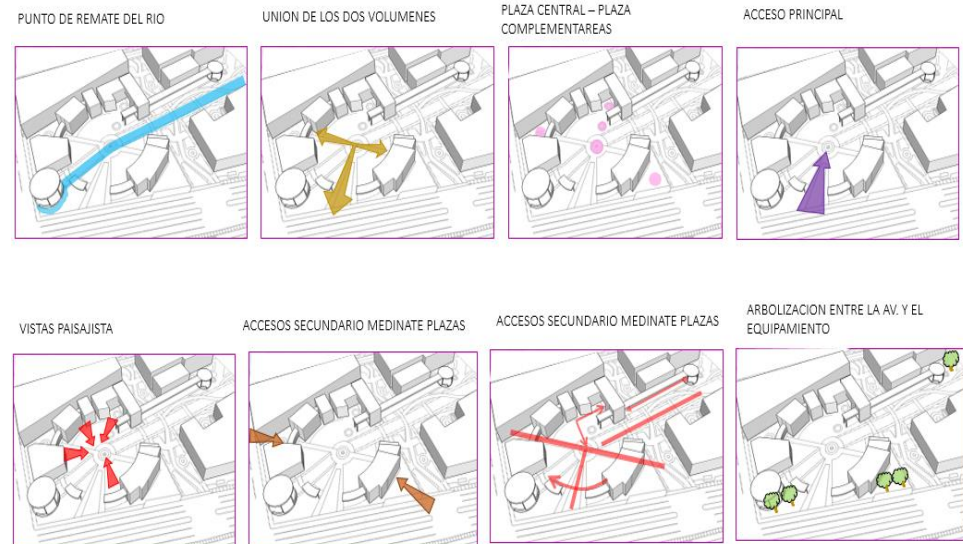 PUNTO DE REMATE DEL RIO
UNION DE LOS DOS VOLUMENES
PLAZA CENTRAL – PLAZA
COMPLEMENTAREAS
ACCESO PRINCIPAL
VISTAS PAISAJISTA
ACCESOS SECUNDARIO MEDINATE PLAZAS
ACCESOS SECUNDARIO MEDINATE PLAZAS
ARBOLIZACION ENTRE LA AV. Y EL
EQUIPAMIENTO